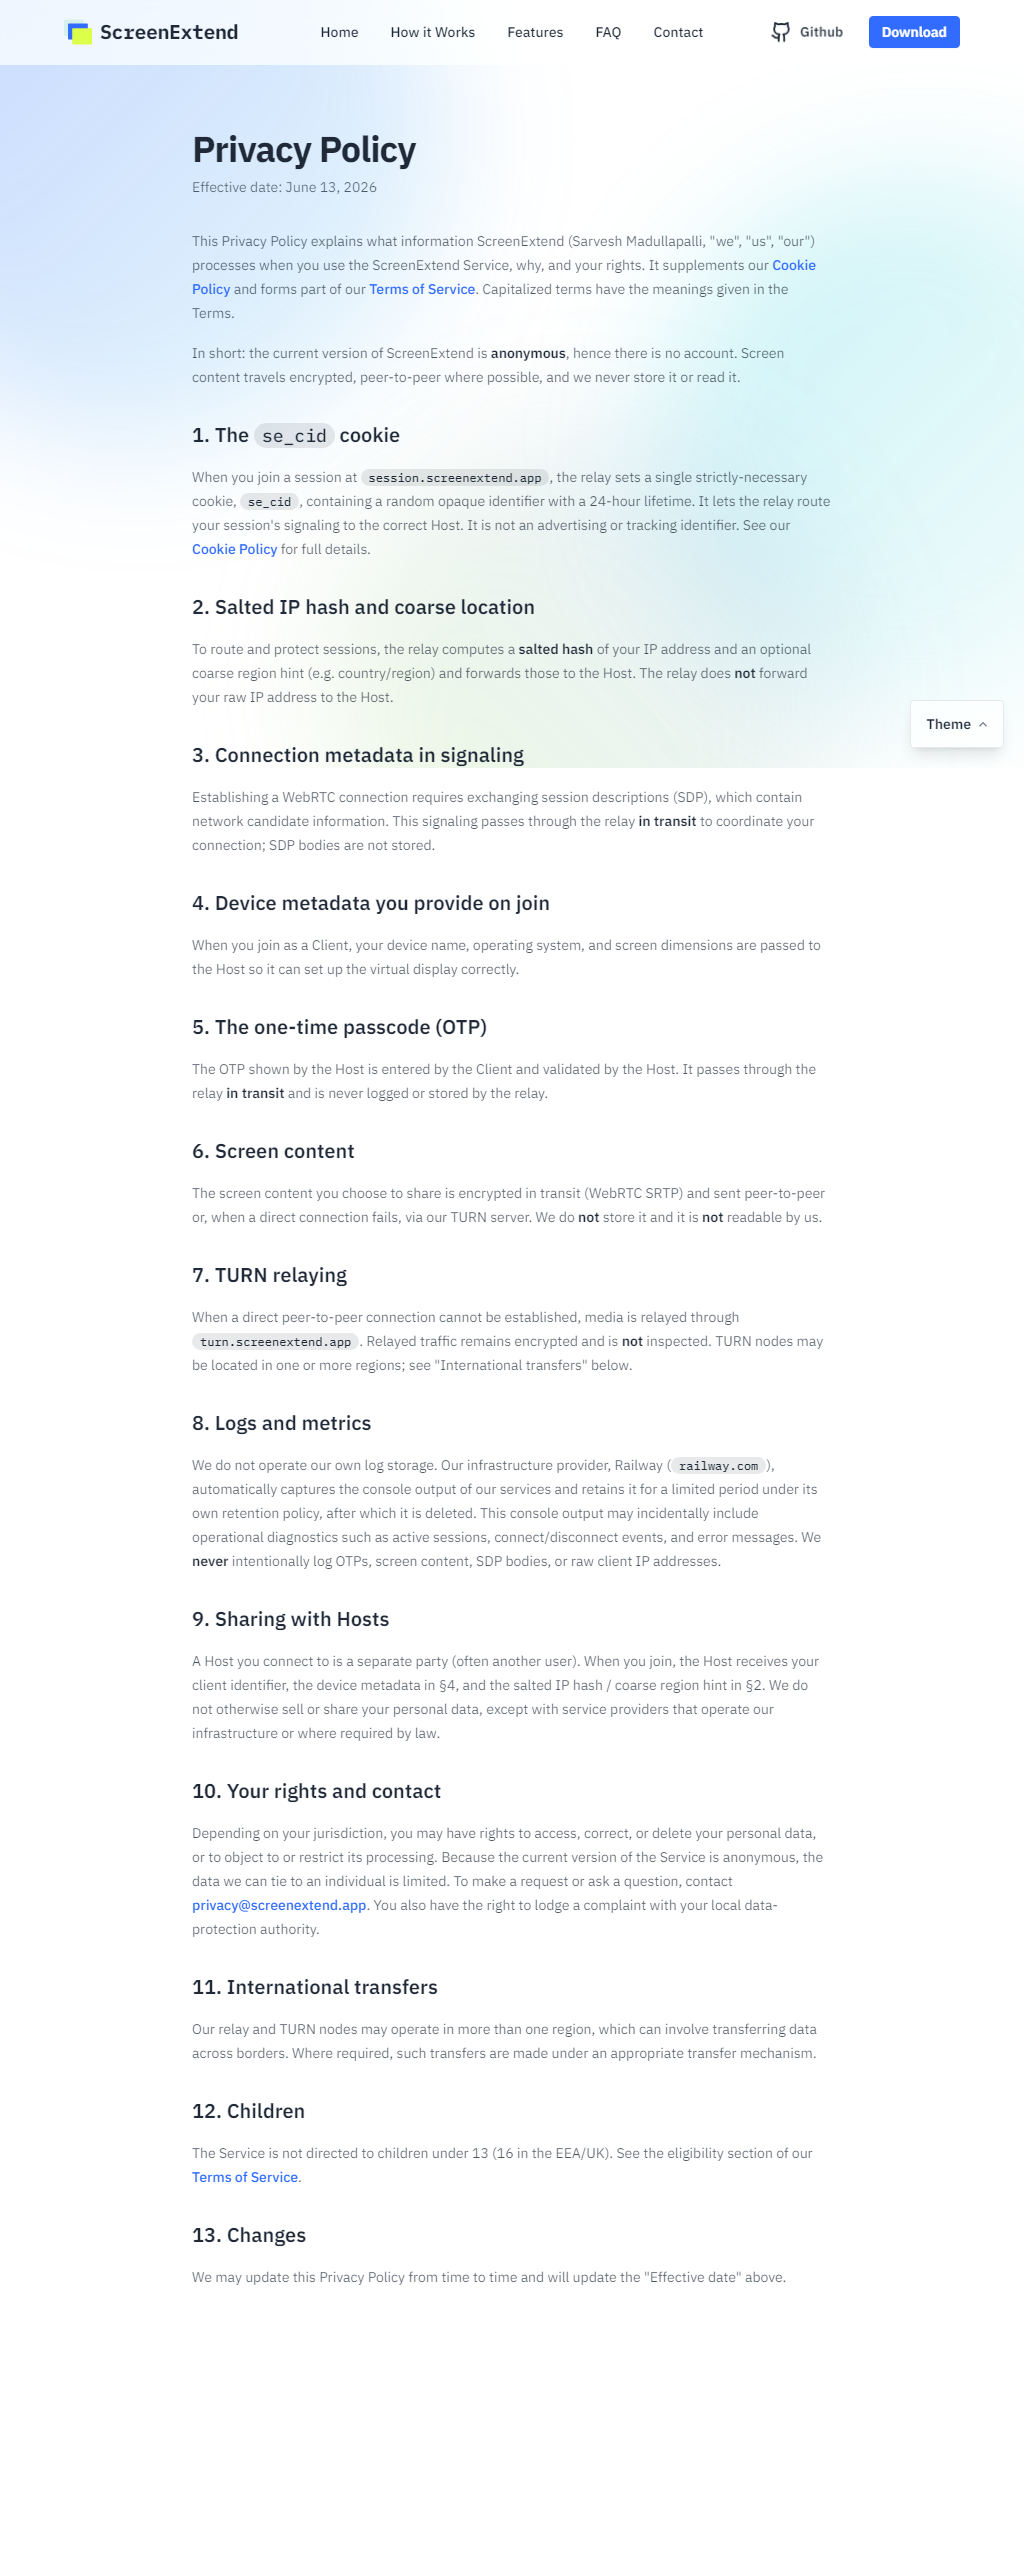 ScreenExtend
Home How it Works Features FAQ Contact Github Download
Privacy Policy
Effective date: June 13, 2026
This Privacy Policy explains what information ScreenExtend (Sarvesh Madullapalli, "we", "us", "our")
processes when you use the ScreenExtend Service, why, and your rights. It supplements our Cookie
Policy and forms part of our Terms of Service. Capitalized terms have the meanings given in the
Terms.
In short: the current version of ScreenExtend is anonymous, hence there is no account. Screen
content travels encrypted, peer-to-peer where possible, and we never store it or read it.
1. The se_cid cookie
When you join a session at session.screenextend.app, the relay sets a single strictly-necessary
cookie, se_cid, containing a random opaque identifier with a 24-hour lifetime. It lets the relay route
your session's signaling to the correct Host. It is not an advertising or tracking identifier. See our
Cookie Policy for full details.
2. Salted IP hash and coarse location
To route and protect sessions, the relay computes a salted hash of your IP address and an optional
coarse region hint (e.g. country/region) and forwards those to the Host. The relay does not forward
your raw IP address to the Host.
Theme
3. Connection metadata in signaling
Establishing a WebRTC connection requires exchanging session descriptions (SDP), which contain
network candidate information. This signaling passes through the relay in transit to coordinate your
connection; SDP bodies are not stored.
4. Device metadata you provide on join
When you join as a Client, your device name, operating system, and screen dimensions are passed to
the Host so it can set up the virtual display correctly.
5. The one-time passcode (OTP)
The OTP shown by the Host is entered by the Client and validated by the Host. It passes through the
relay in transit and is never logged or stored by the relay.
6. Screen content
The screen content you choose to share is encrypted in transit (WebRTC SRTP) and sent peer-to-peer
or, when a direct connection fails, via our TURN server. We do not store it and it is not readable by us.
7. TURN relaying
When a direct peer-to-peer connection cannot be established, media is relayed through
turn.screenextend.app. Relayed traffic remains encrypted and is not inspected. TURN nodes may
be located in one or more regions; see "International transfers" below.
8. Logs and metrics
We do not operate our own log storage. Our infrastructure provider, Railway (railway.com),
automatically captures the console output of our services and retains it for a limited period under its
own retention policy, after which it is deleted. This console output may incidentally include
operational diagnostics such as active sessions, connect/disconnect events, and error messages. We
never intentionally log OTPs, screen content, SDP bodies, or raw client IP addresses.
9. Sharing with Hosts
A Host you connect to is a separate party (often another user). When you join, the Host receives your
client identifier, the device metadata in §4, and the salted IP hash / coarse region hint in §2. We do
not otherwise sell or share your personal data, except with service providers that operate our
infrastructure or where required by law.
10. Your rights and contact
Depending on your jurisdiction, you may have rights to access, correct, or delete your personal data,
or to object to or restrict its processing. Because the current version of the Service is anonymous, the
data we can tie to an individual is limited. To make a request or ask a question, contact
privacy@screenextend.app. You also have the right to lodge a complaint with your local data-
protection authority.
11. International transfers
Our relay and TURN nodes may operate in more than one region, which can involve transferring data
across borders. Where required, such transfers are made under an appropriate transfer mechanism.
12. Children
The Service is not directed to children under 13 (16 in the EEA/UK). See the eligibility section of our
Terms of Service.
13. Changes
We may update this Privacy Policy from time to time and will update the "Effective date" above.